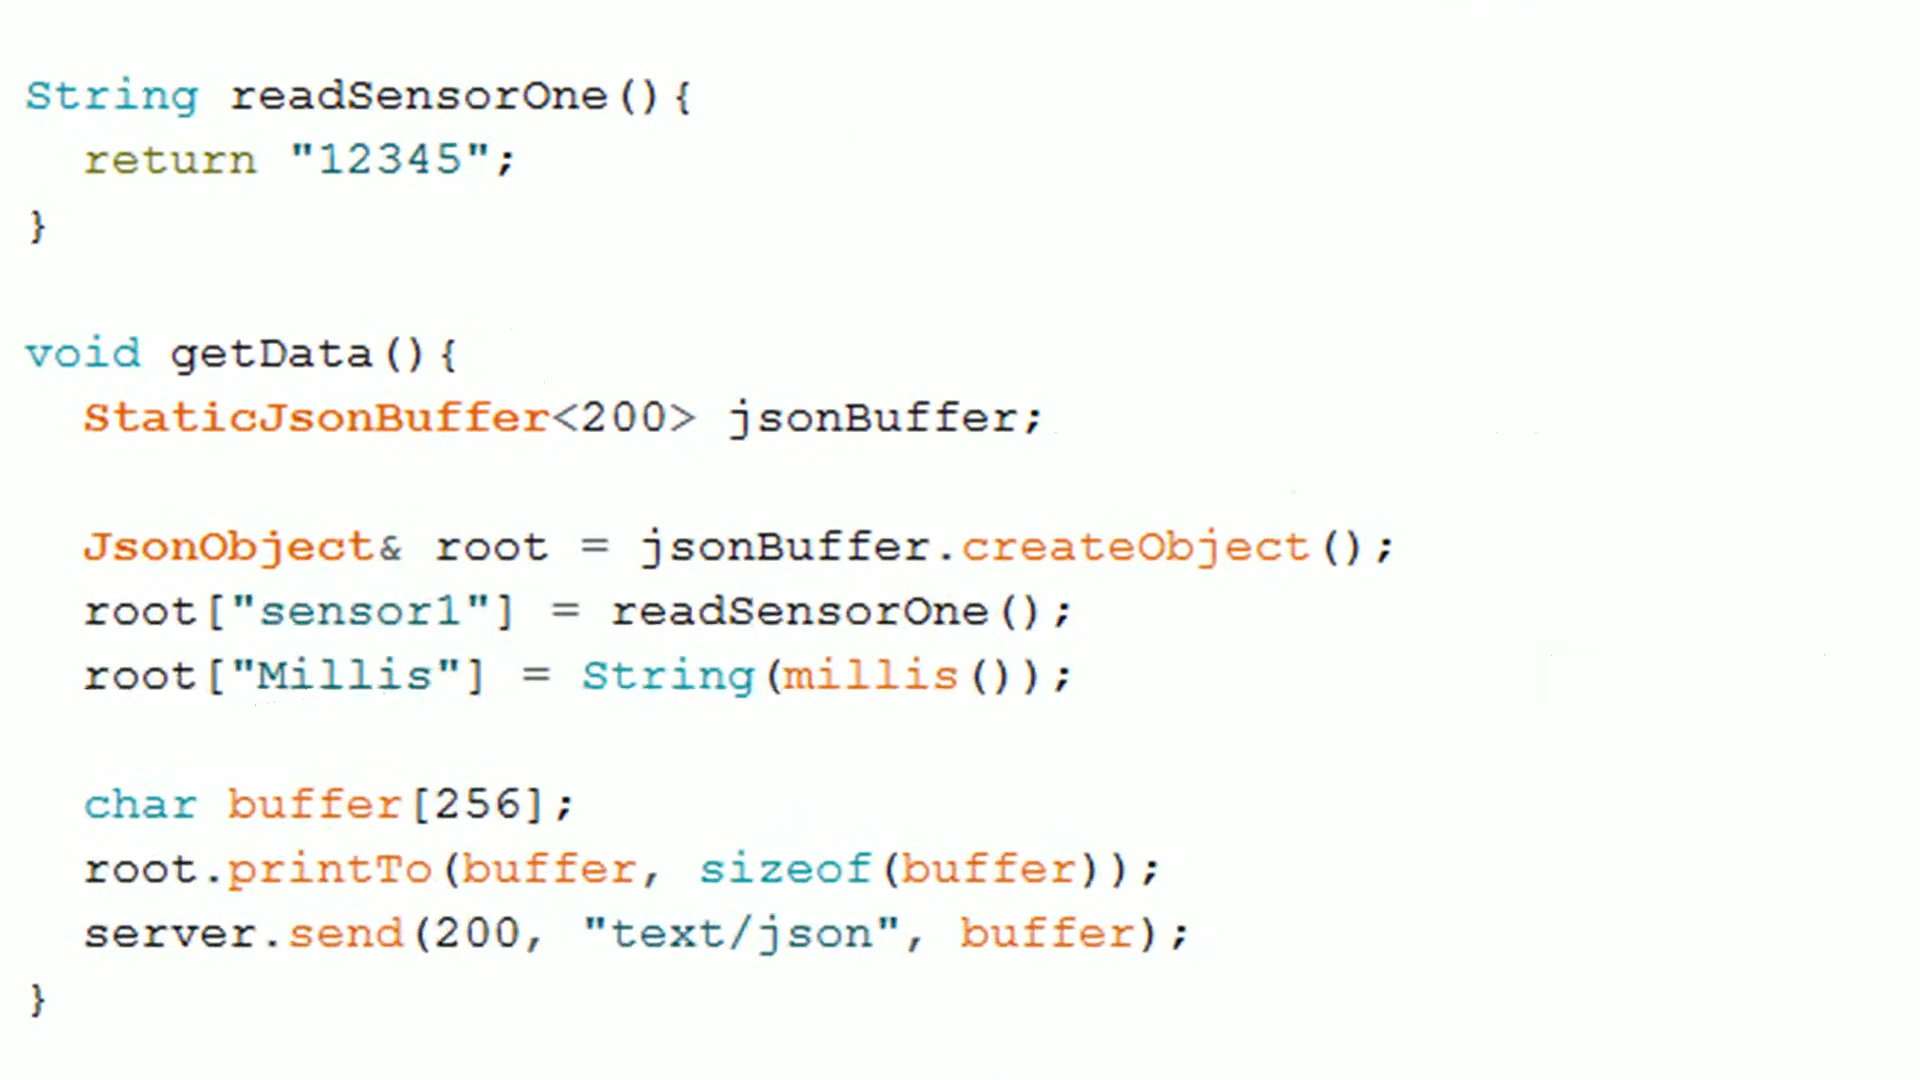 String readSensorOne(){
  return "12345";
}
void getData(){
  StaticJsonBuffer<200> jsonBuffer;
  JsonObject& root = jsonBuffer.createObject();
  root["sensor1"] = readSensorOne();
  root["Millis"] = String(millis());
  char buffer[256];
  root.printTo(buffer, sizeof(buffer));
  server.send(200, "text/json", buffer);
}